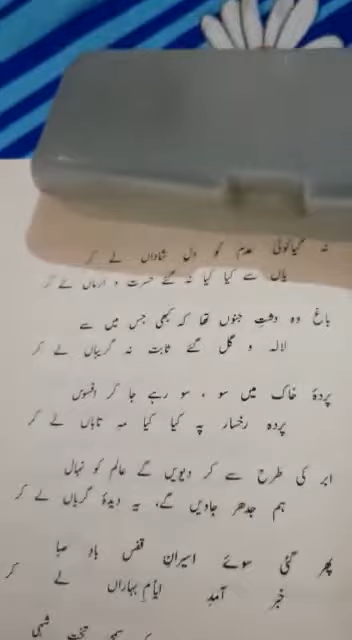 نہ گیا کوئی عدم کو دل شاداں لے کر
یاں سے کیا کیا نہ گئے حسرت و ارماں لے کر
باغ وہ دشتِ جنوں تھا کہ کبھی جس میں سے
لالہ و گل گئے ثابت نہ گریباں لے کر
پردۂ خاک میں سو ، سو رہے جا کر افسوس
پردہ رخسار پہ کیا کیا مہ تاباں لے کر
ابر کی طرح سے کر دیویں گے عالم کو نہال
ہم جدھر جاویں گے، یہ دیدۂ گریاں لے کر
پھر گئی سوئے اسیرانِ قفس باد صبا
خبر آمدِ ایّامِ بہاراں لے کر